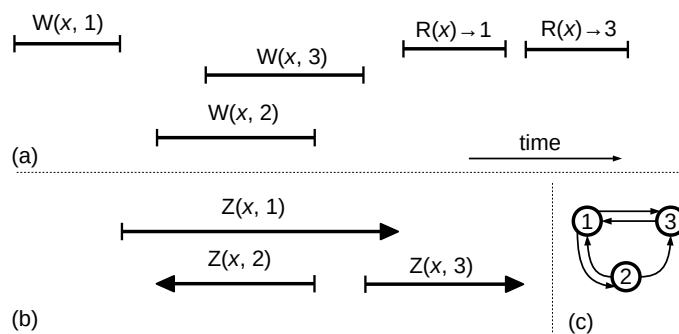 W(x, 1)
R(x)→1
R(x)→3
W(x, 3)
W(x, 2)
time
(a)
Z(x, 1)
Z(x, 2)
Z(x, 3)
(b)
1
3
2
(c)